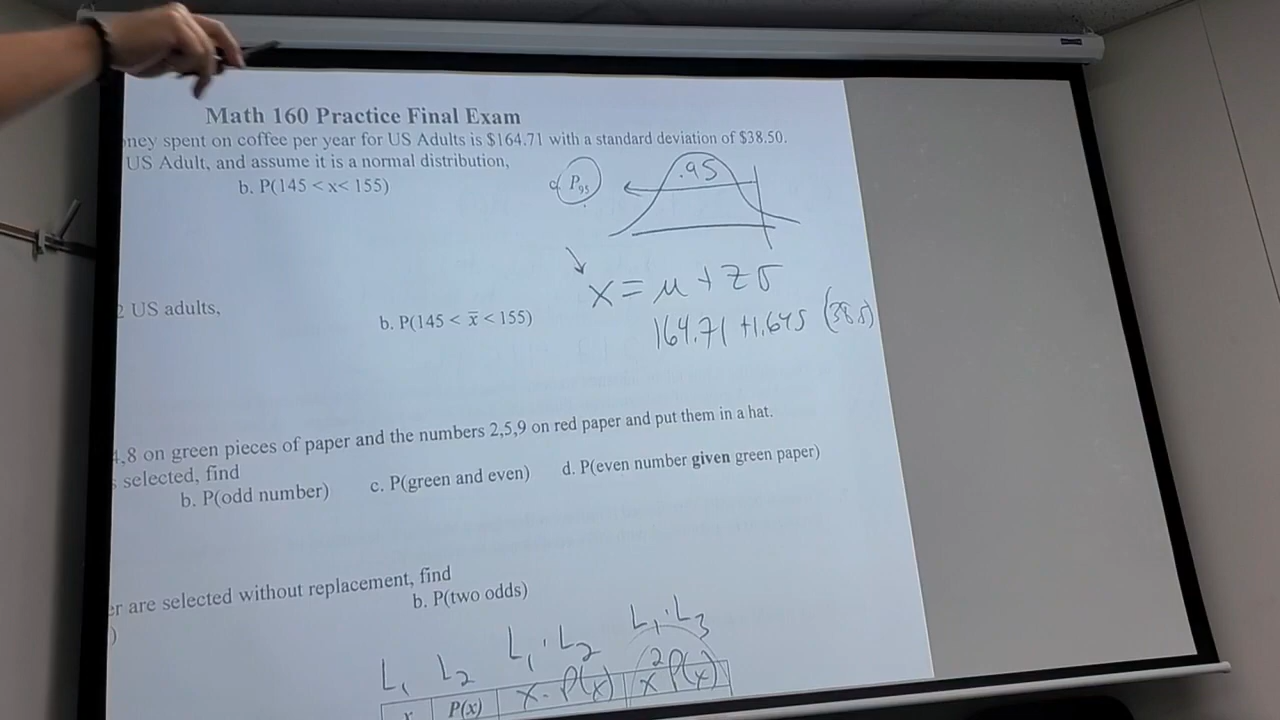 Math 160 Practice Final Exam
ney spent on coffee per year for US Adults is $164.71 with a standard deviation of $38.50.
US Adult, and assume it is a normal distribution,
b. P(145 < x< 155)
d P₉₅
.95
x = μ + zσ
164.71 +1.645 (38.5)
2 US adults,
b. P(145 < x̅ < 155)
4,8 on green pieces of paper and the numbers 2,5,9 on red paper and put them in a hat.
s selected, find
b. P(odd number) c. P(green and even) d. P(even number given green paper)
er are selected without replacement, find
b. P(two odds)
)
L₁ L₂ L₁·L₂ L₁·L₃
x P(x) x · P(x) x²P(x)